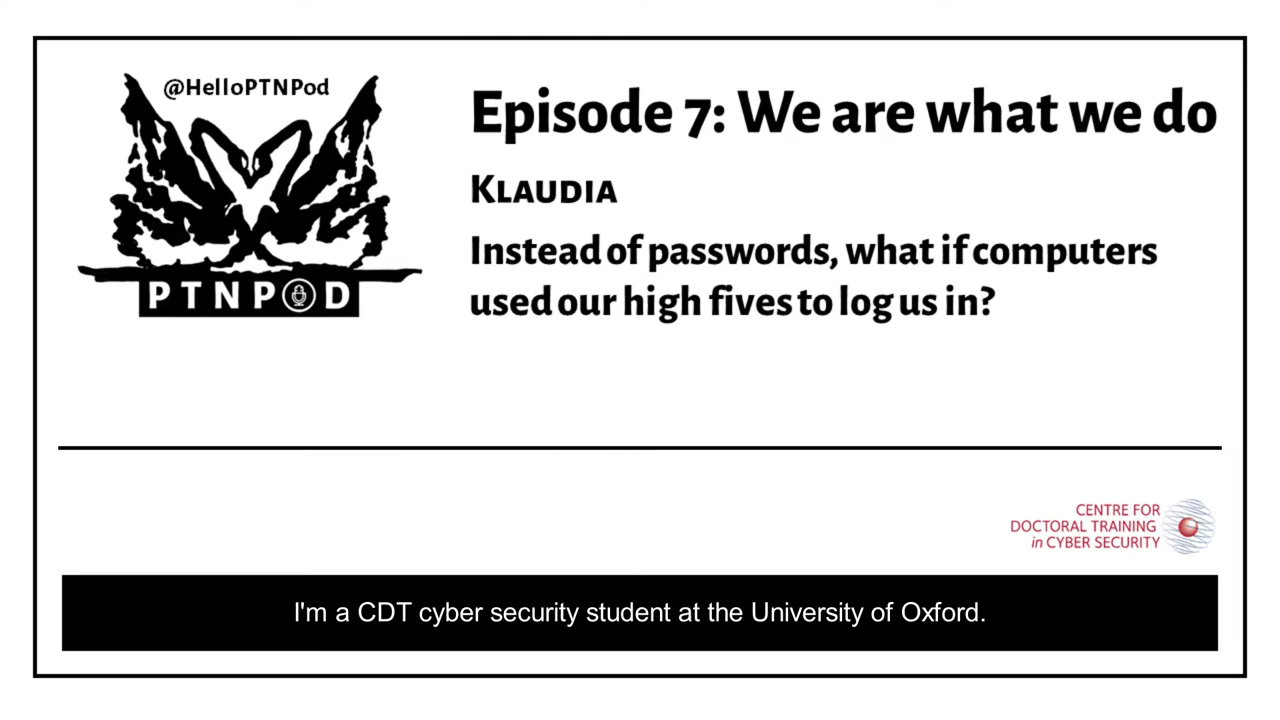 @HelloPTNPod
PTNPOD
Episode 7: We are what we do
KLAUDIA
Instead of passwords, what if computers
used our high fives to log us in?
CENTRE FOR
DOCTORAL TRAINING
in CYBER SECURITY
I'm a CDT cyber security student at the University of Oxford.